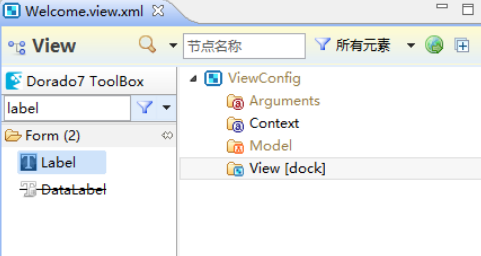 Welcome.view.xml
View
节点名称
所有元素
Dorado7 ToolBox
label
Form (2)
Label
DataLabel
ViewConfig
Arguments
Context
Model
View [dock]